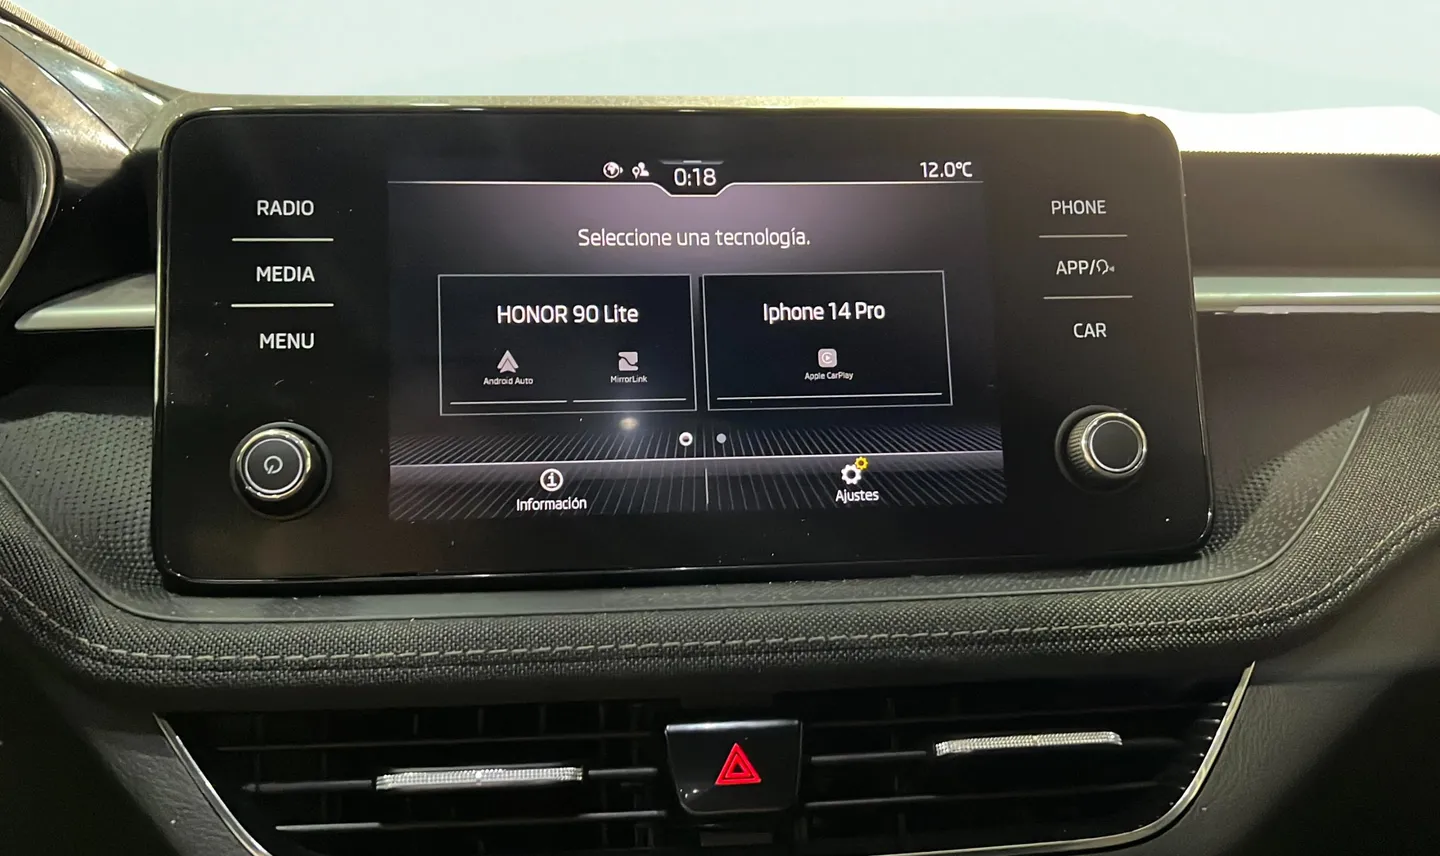 0:18
12.0°C
RADIO
MEDIA
MENU
Seleccione una tecnología.
HONOR 90 Lite
Android Auto
MirrorLink
Iphone 14 Pro
Apple CarPlay
Información
Ajustes
PHONE
APP/
CAR